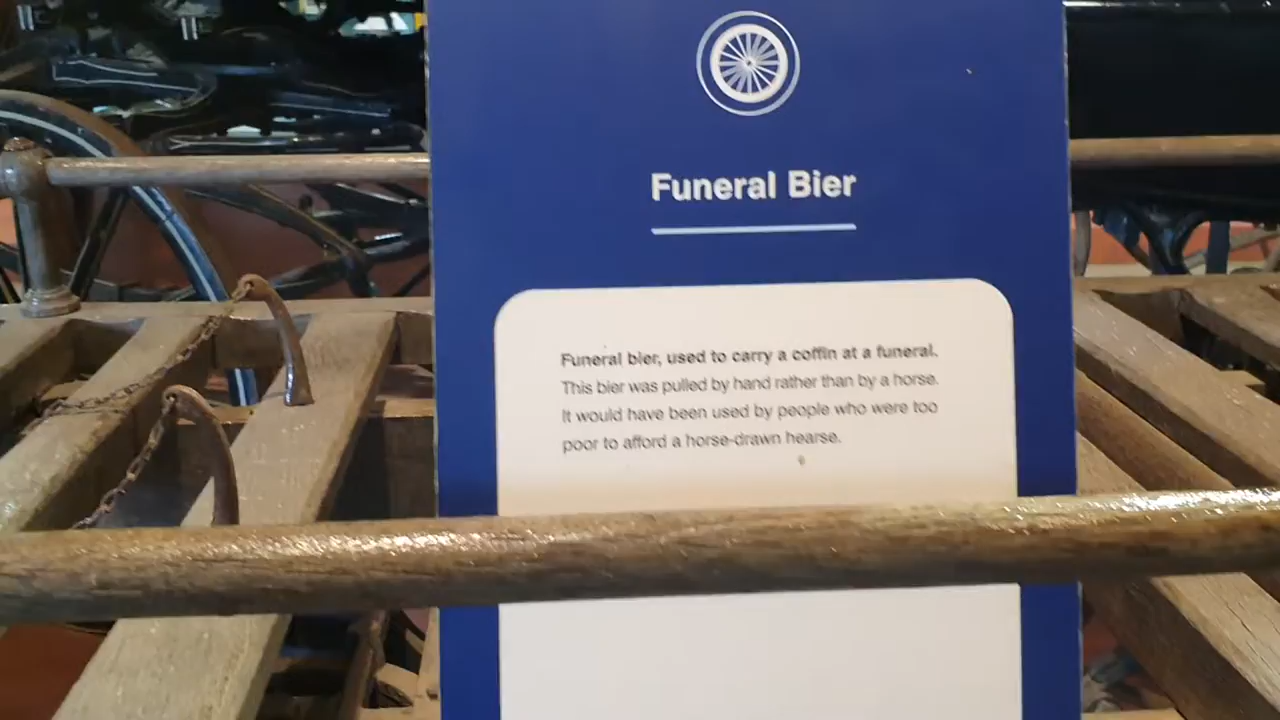 Funeral Bier
Funeral bier, used to carry a coffin at a funeral.
This bier was pulled by hand rather than by a horse.
It would have been used by people who were too
poor to afford a horse-drawn hearse.